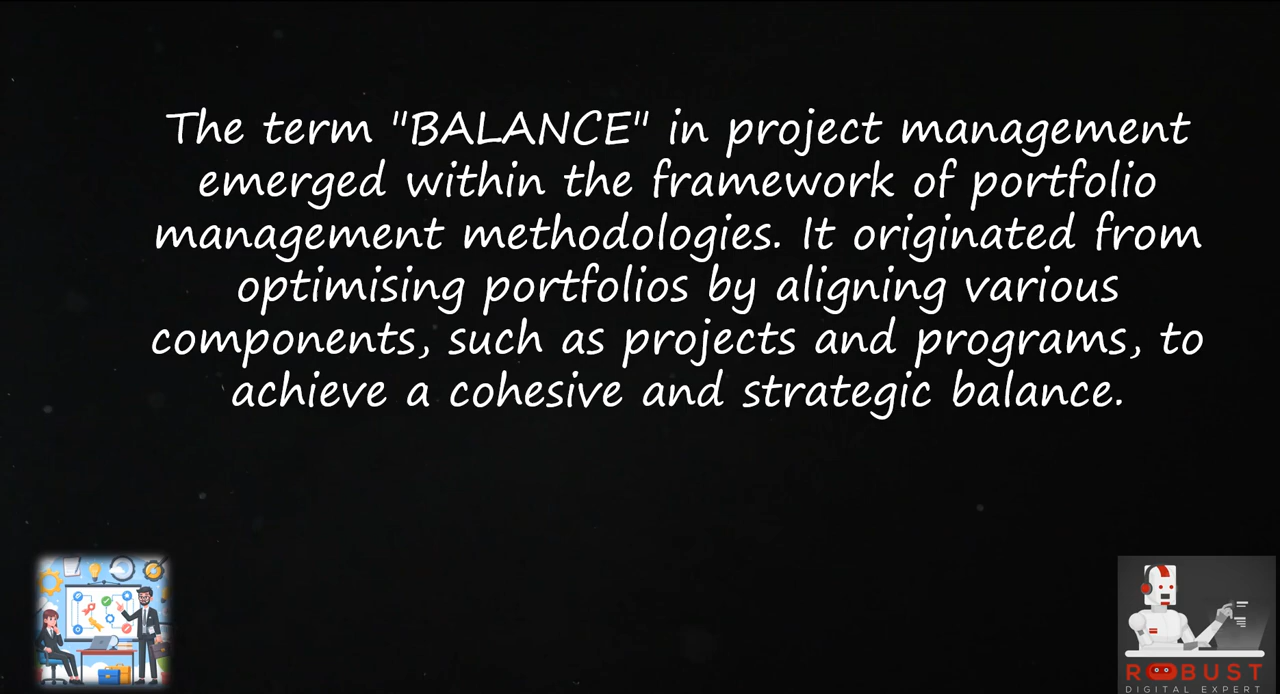 The term "BALANCE" in project management
emerged within the framework of portfolio
management methodologies. It originated from
optimising portfolios by aligning various
components, such as projects and programs, to
achieve a cohesive and strategic balance.
ROBUST
DIGITAL EXPERT